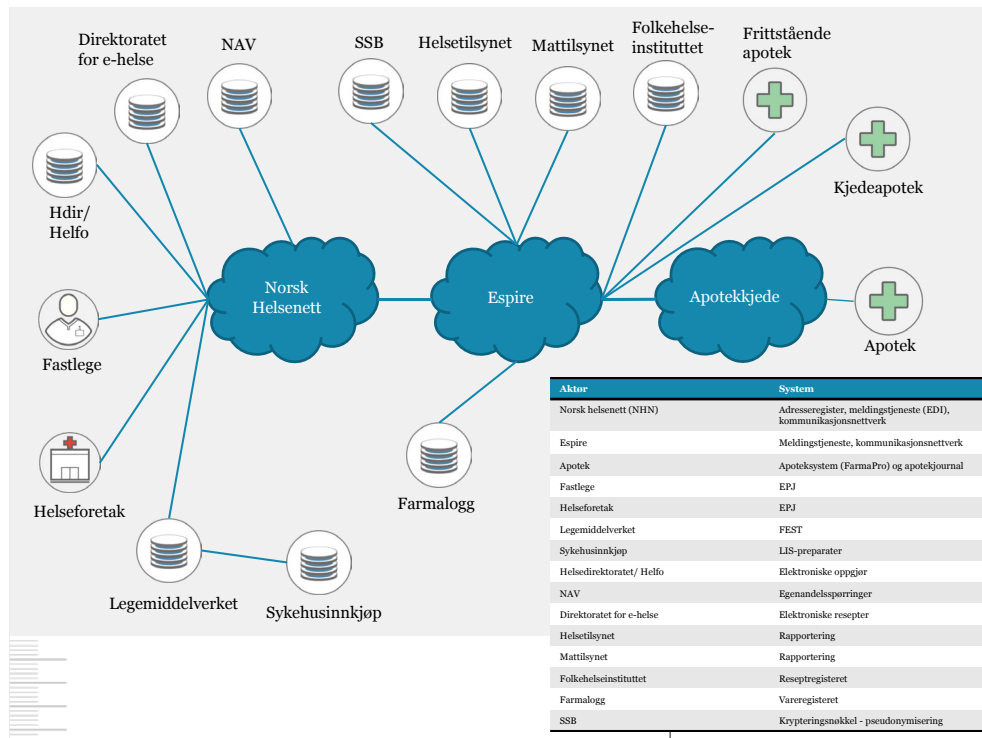 Direktoratet
for e-helse
NAV
SSB
Helsetilsynet
Mattilsynet
Folkehelse-
instituttet
Frittstående
apotek
Kjedeapotek
Hdir/
Helfo
Norsk
Helsenett
Espire
Apotekkjede
Fastlege
Apotek
Helseforetak
Farmalogg
Legemiddelverket
Sykehusinnkjøp
Aktør System
Norsk helsenett (NHN) Adresseregister, meldingstjeneste (EDI),
kommunikasjonsnettverk
Espire Meldingstjeneste, kommunikasjonsnettverk
Apotek Apoteksystem (FarmaPro) og apotekjournal
Fastlege EPJ
Helseforetak EPJ
Legemiddelverket FEST
Sykehusinnkjøp LIS-preparater
Helsedirektoratet/ Helfo Elektroniske oppgjør
NAV Egenandelsspørringer
Direktoratet for e-helse Elektroniske resepter
Helsetilsynet Rapportering
Mattilsynet Rapportering
Folkehelseinstituttet Reseptregisteret
Farmalogg Vareregisteret
SSB Krypteringsnøkkel - pseudonymisering